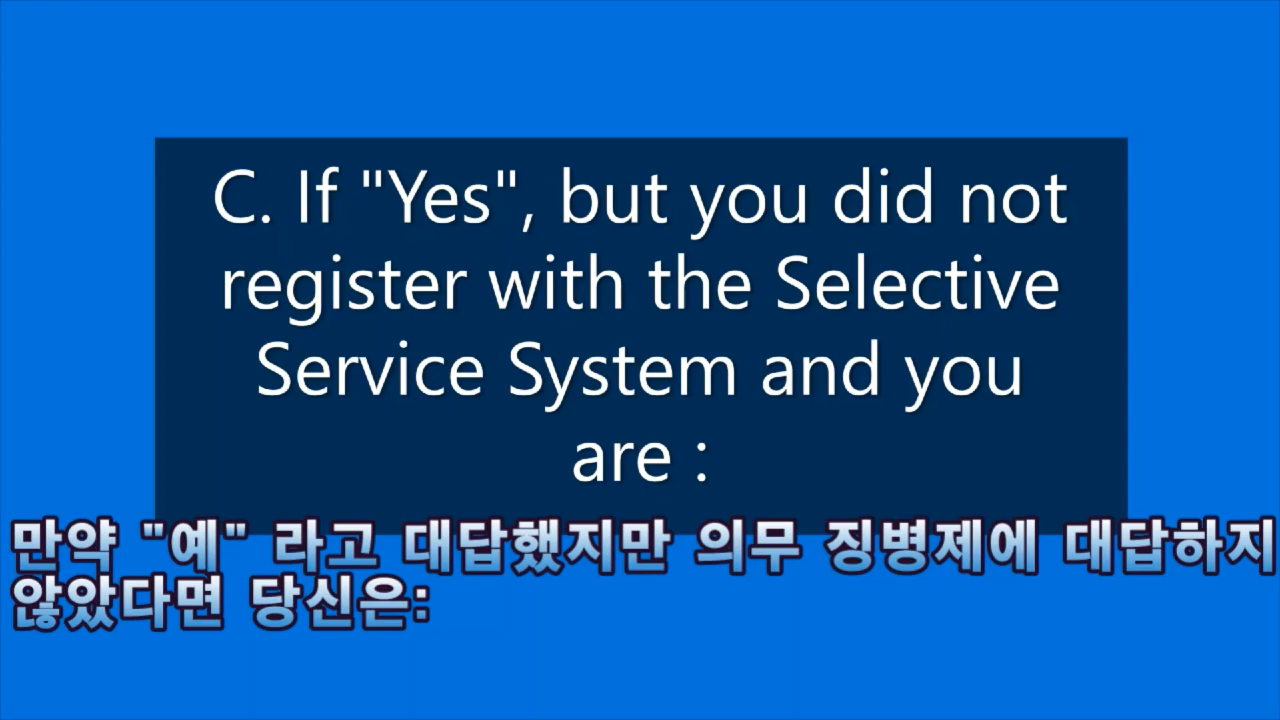 C. If "Yes", but you did not
register with the Selective
Service System and you
are :
만약 "예" 라고 대답했지만 의무 징병제에 대답하지
않았다면 당신은: